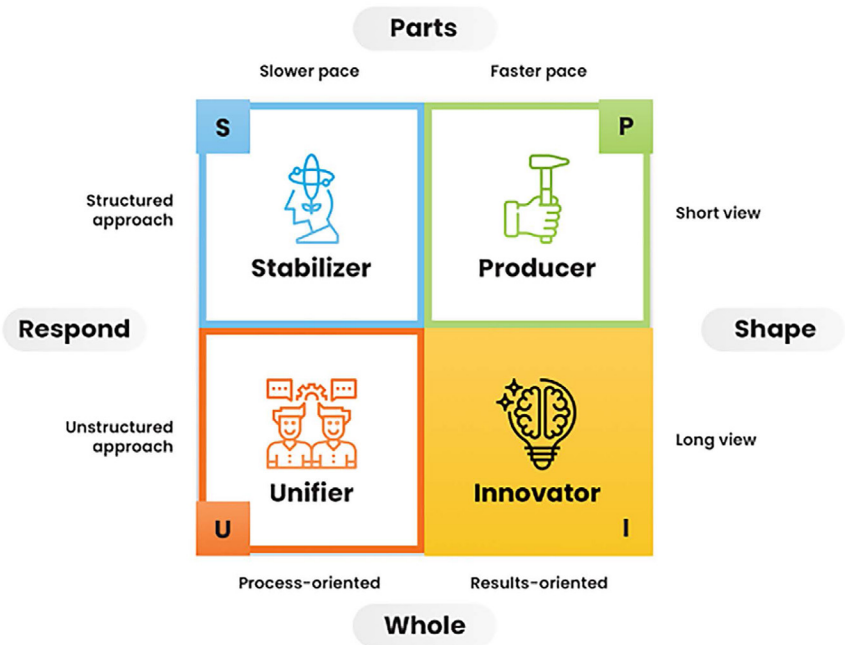 Parts
Slower pace
Faster pace
S
P
Structured
approach
Short view
Stabilizer
Producer
Respond
Shape
Unstructured
approach
Long view
Unifier
Innovator
U
I
Process-oriented
Results-oriented
Whole